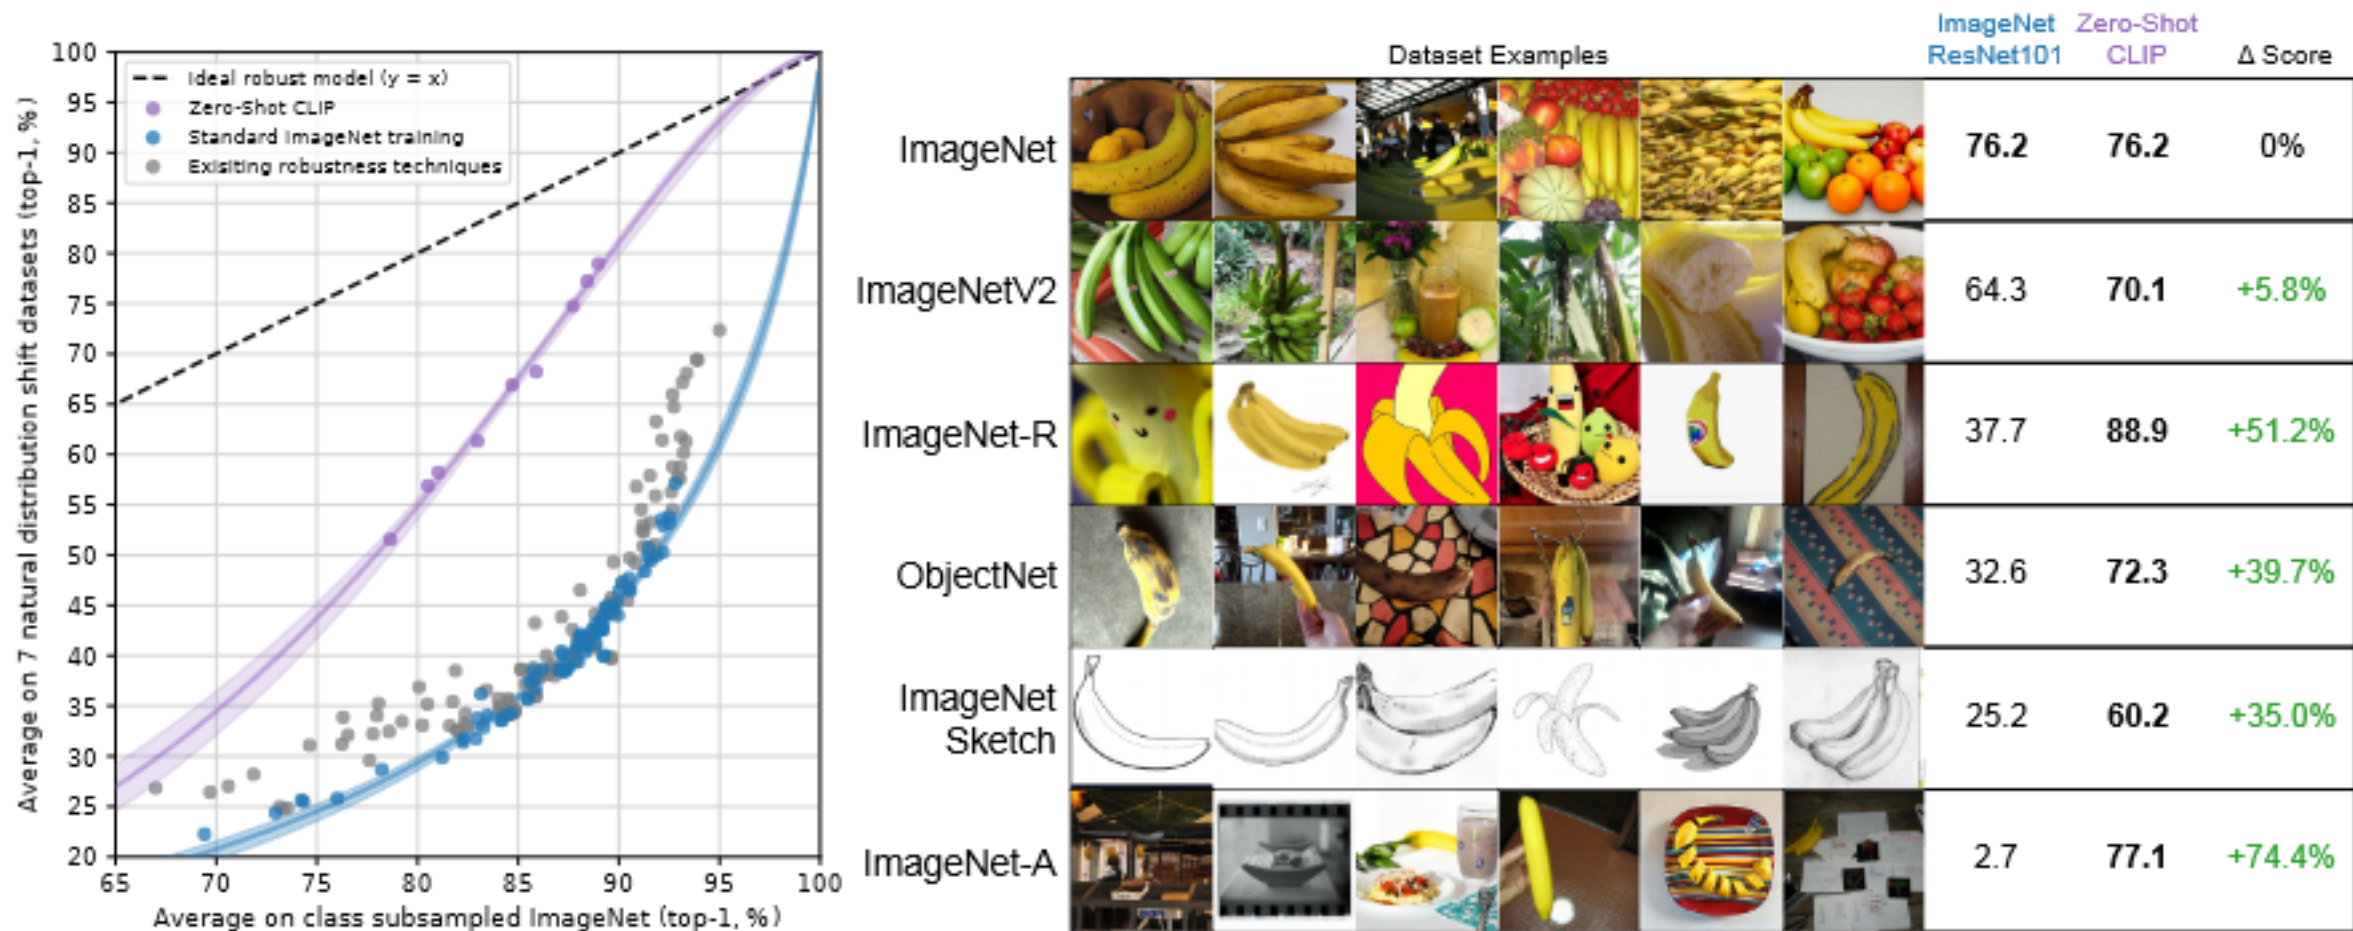 100
95
90
85
80
75
70
65
60
55
50
45
40
35
30
25
20
Average on 7 natural distribution shift datasets (top-1, %)
Ideal robust model (y = x)
Zero-Shot CLIP
Standard ImageNet training
Exisiting robustness techniques
65 70 75 80 85 90 95 100
Average on class subsampled ImageNet (top-1, %)
Dataset Examples
ImageNet
ResNet101
Zero-Shot
CLIP
Δ Score
ImageNet 76.2 76.2 0%
ImageNetV2 64.3 70.1 +5.8%
ImageNet-R 37.7 88.9 +51.2%
ObjectNet 32.6 72.3 +39.7%
ImageNet
Sketch 25.2 60.2 +35.0%
ImageNet-A 2.7 77.1 +74.4%